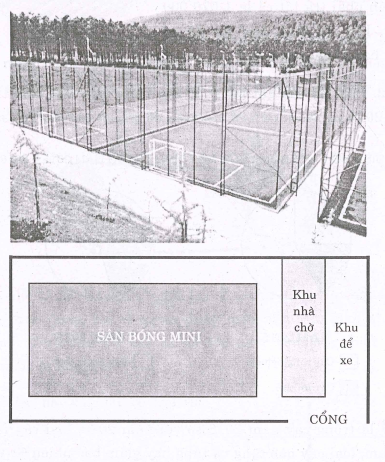 SÂN BÓNG MINI
Khu
nhà
chờ
Khu
để
xe
CỔNG